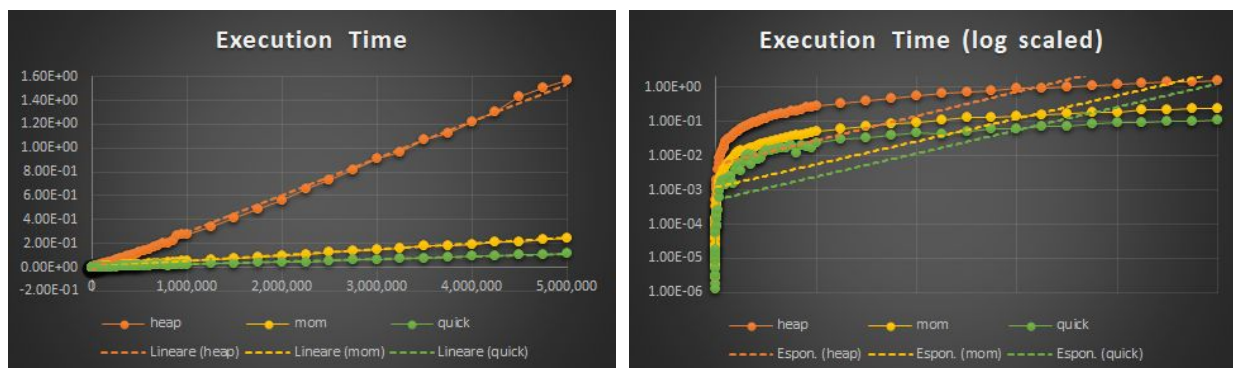 Execution Time
1.60E+00
1.40E+00
1.20E+00
1.00E+00
8.00E-01
6.00E-01
4.00E-01
2.00E-01
0.00E+00
-2.00E-01
0 1,000,000 2,000,000 3,000,000 4,000,000 5,000,000
heap mom quick
Lineare (heap) Lineare (mom) Lineare (quick)
Execution Time (log scaled)
1.00E+00
1.00E-01
1.00E-02
1.00E-03
1.00E-04
1.00E-05
1.00E-06
heap mom quick
Espon. (heap) Espon. (mom) Espon. (quick)